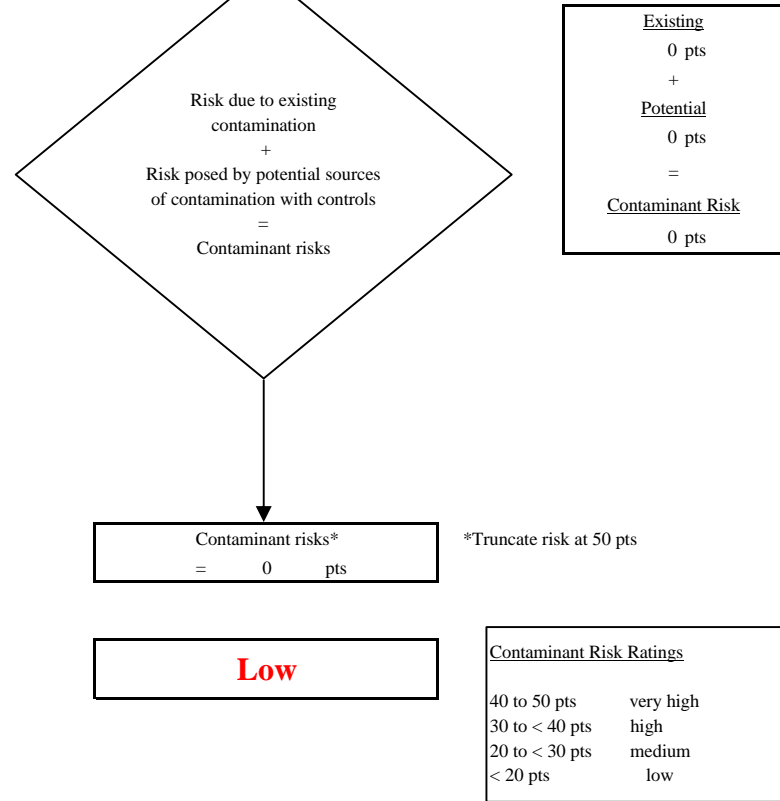 Risk due to existing
contamination
+
Risk posed by potential sources
of contamination with controls
=
Contaminant risks
Existing
0 pts
+
Potential
0 pts
=
Contaminant Risk
0 pts
Contaminant risks*
= 0 pts
*Truncate risk at 50 pts
Low
Contaminant Risk Ratings
40 to 50 pts very high
30 to < 40 pts high
20 to < 30 pts medium
< 20 pts low